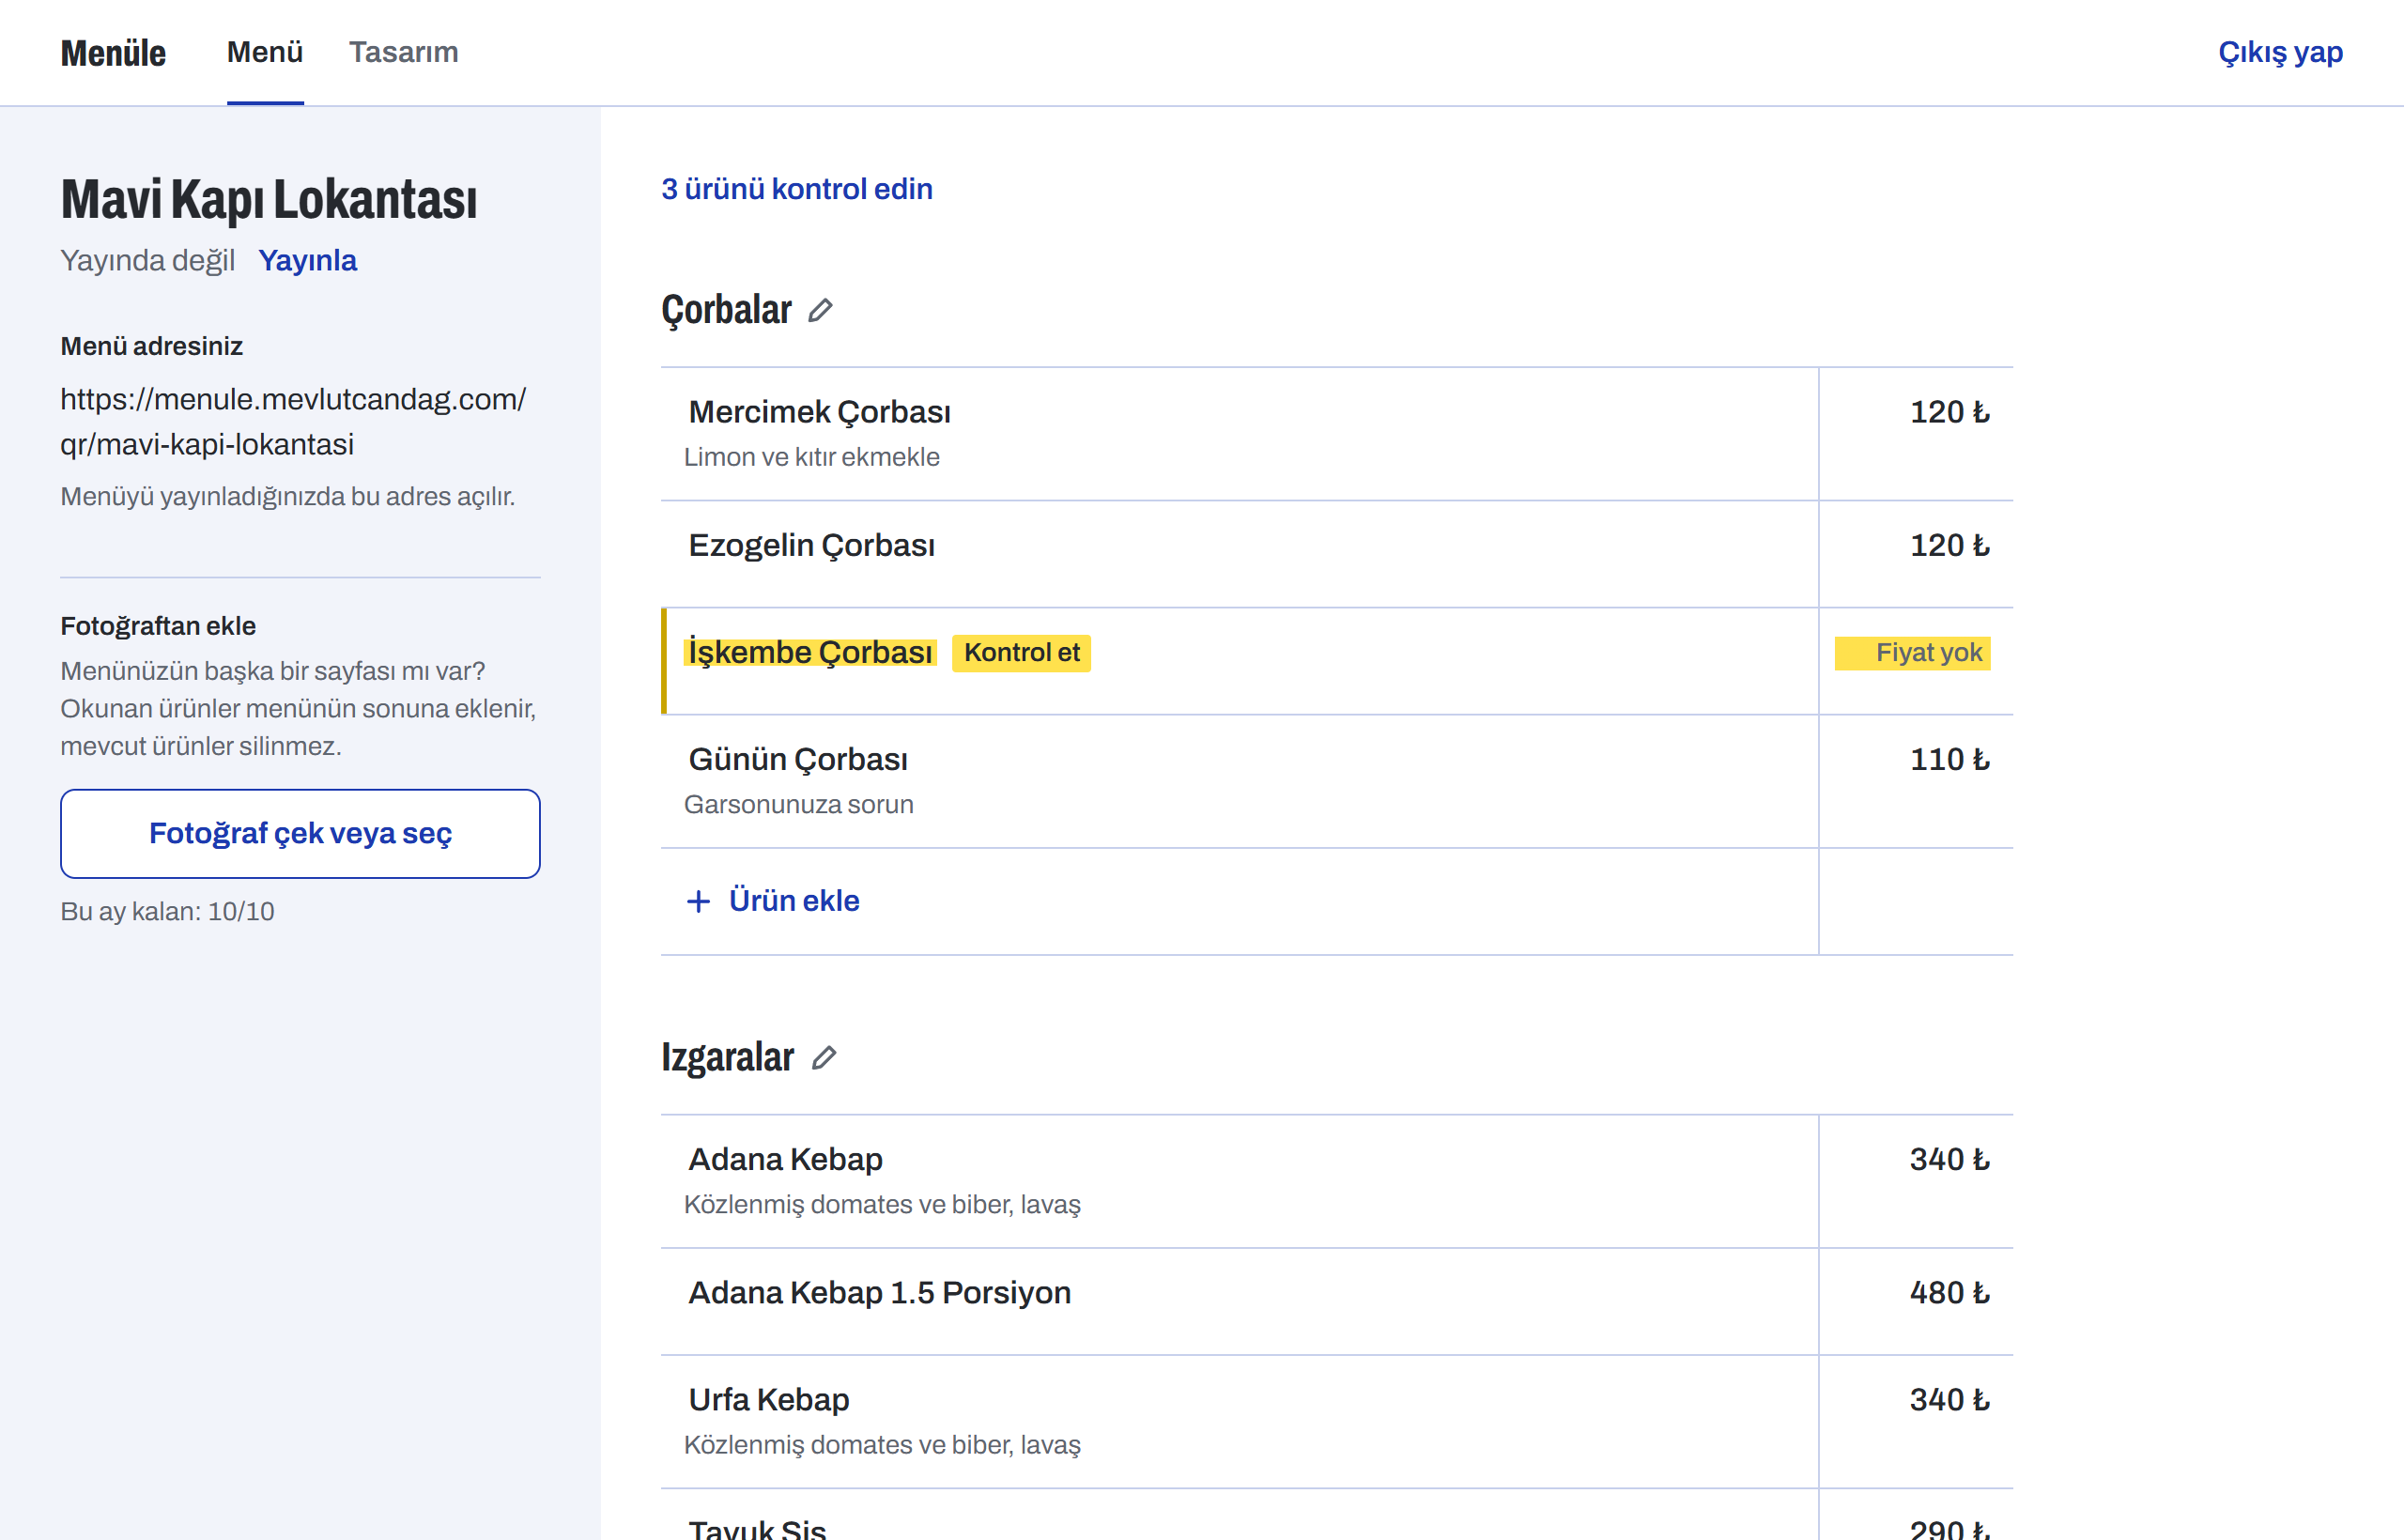 Menüle
Menü
Tasarım
Çıkış yap
Mavi Kapı Lokantası
Yayında değil Yayınla
Menü adresiniz
https://menule.mevlutcandag.com/
qr/mavi-kapi-lokantasi
Menüyü yayınladığınızda bu adres açılır.
Fotoğraftan ekle
Menünüzün başka bir sayfası mı var?
Okunan ürünler menünün sonuna eklenir,
mevcut ürünler silinmez.
Fotoğraf çek veya seç
Bu ay kalan: 10/10
3 ürünü kontrol edin
Çorbalar
Mercimek Çorbası 120 ₺
Limon ve kıtır ekmekle
Ezogelin Çorbası 120 ₺
İşkembe Çorbası Kontrol et Fiyat yok
Günün Çorbası 110 ₺
Garsonunuza sorun
+ Ürün ekle
Izgaralar
Adana Kebap 340 ₺
Közlenmiş domates ve biber, lavaş
Adana Kebap 1.5 Porsiyon 480 ₺
Urfa Kebap 340 ₺
Közlenmiş domates ve biber, lavaş
Tavuk Şiş 290 ₺